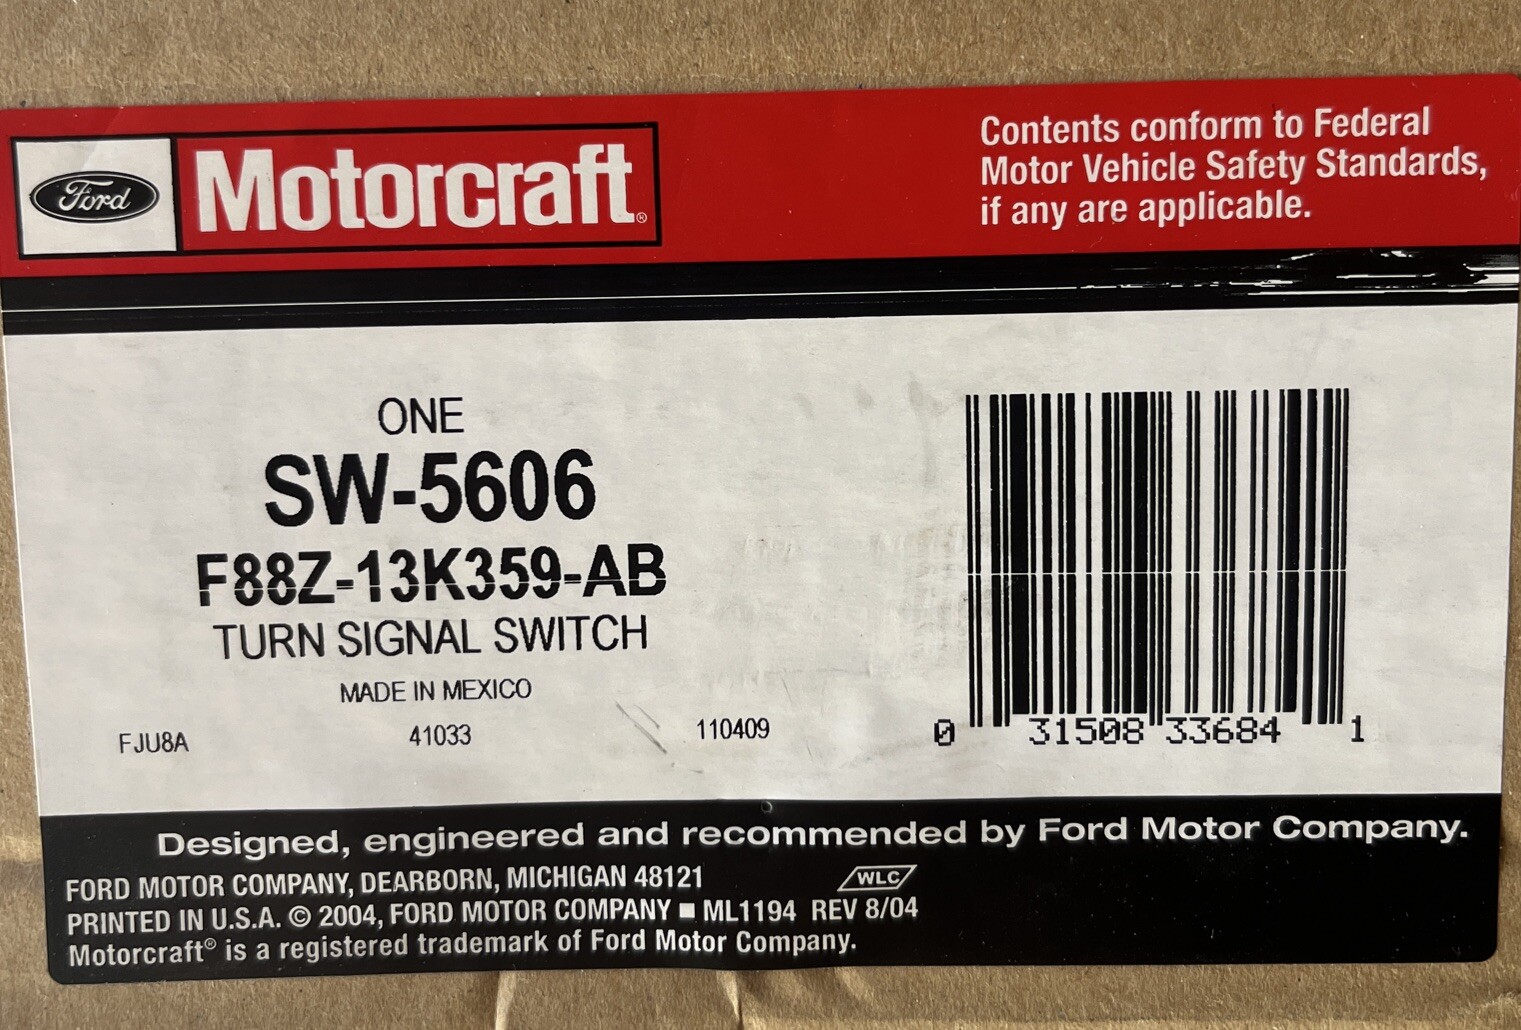 Ford Motorcraft®
Contents conform to Federal
Motor Vehicle Safety Standards,
if any are applicable.
ONE
SW-5606
F88Z-13K359-AB
TURN SIGNAL SWITCH
MADE IN MEXICO
FJU8A 41033 110409
0 31508 33684 1
Designed, engineered and recommended by Ford Motor Company.
FORD MOTOR COMPANY, DEARBORN, MICHIGAN 48121
WLC
PRINTED IN U.S.A. © 2004, FORD MOTOR COMPANY ■ ML1194 REV 8/04
Motorcraft® is a registered trademark of Ford Motor Company.